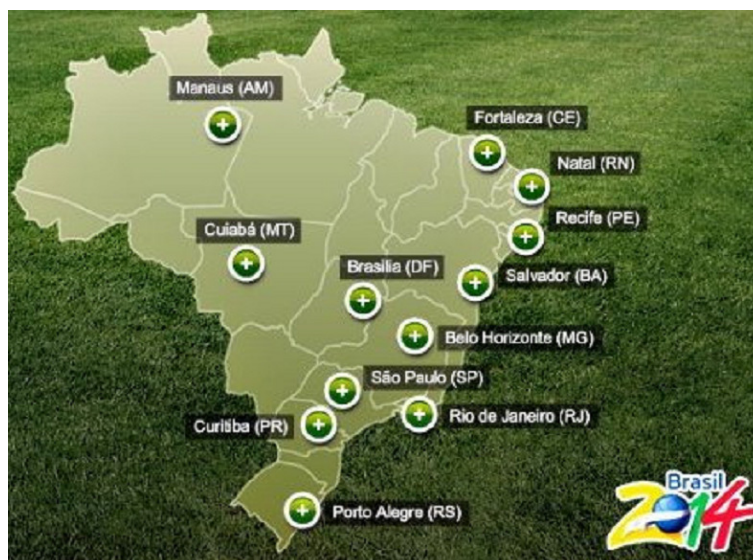 Manaus (AM)
Fortaleza (CE)
Natal (RN)
Recife (PE)
Cuiabá (MT)
Brasilia (DF)
Salvador (BA)
Belo Horizonte (MG)
São Paulo (SP)
Rio de Janeiro (RJ)
Curitiba (PR)
Porto Alegre (RS)
Brasil
2014